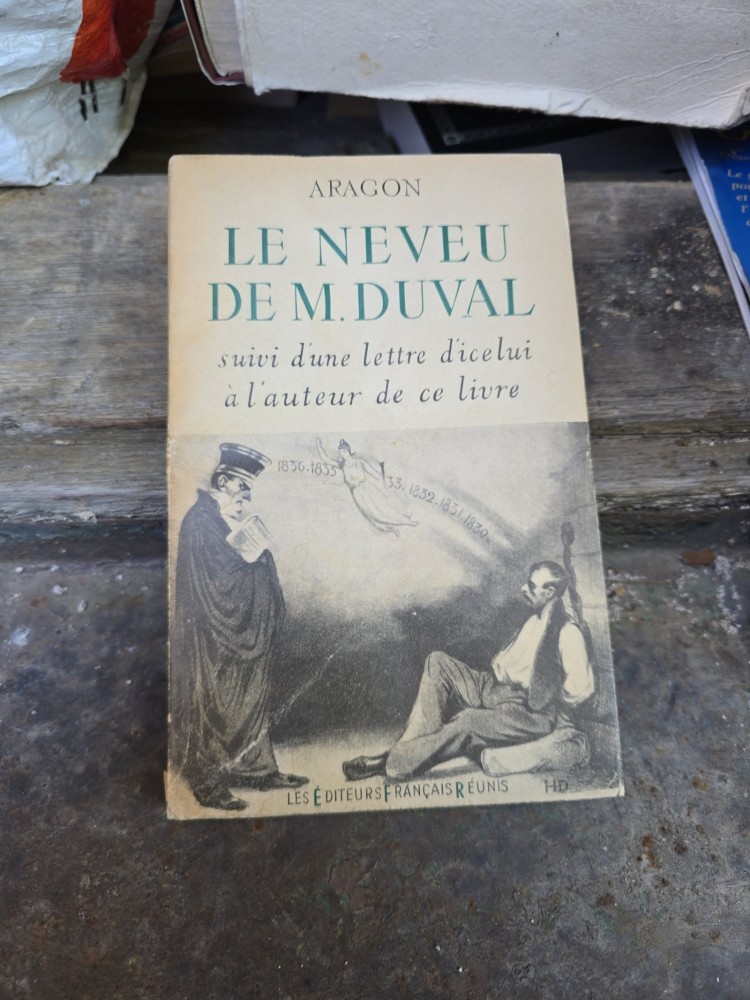 ARAGON
LE NEVEU
DE M. DUVAL
suivi d'une lettre d'icelui
à l'auteur de ce livre
1830.1833
33.1832.1831.1830
LES ÉDITEURS FRANÇAIS RÉUNIS
HD
Le